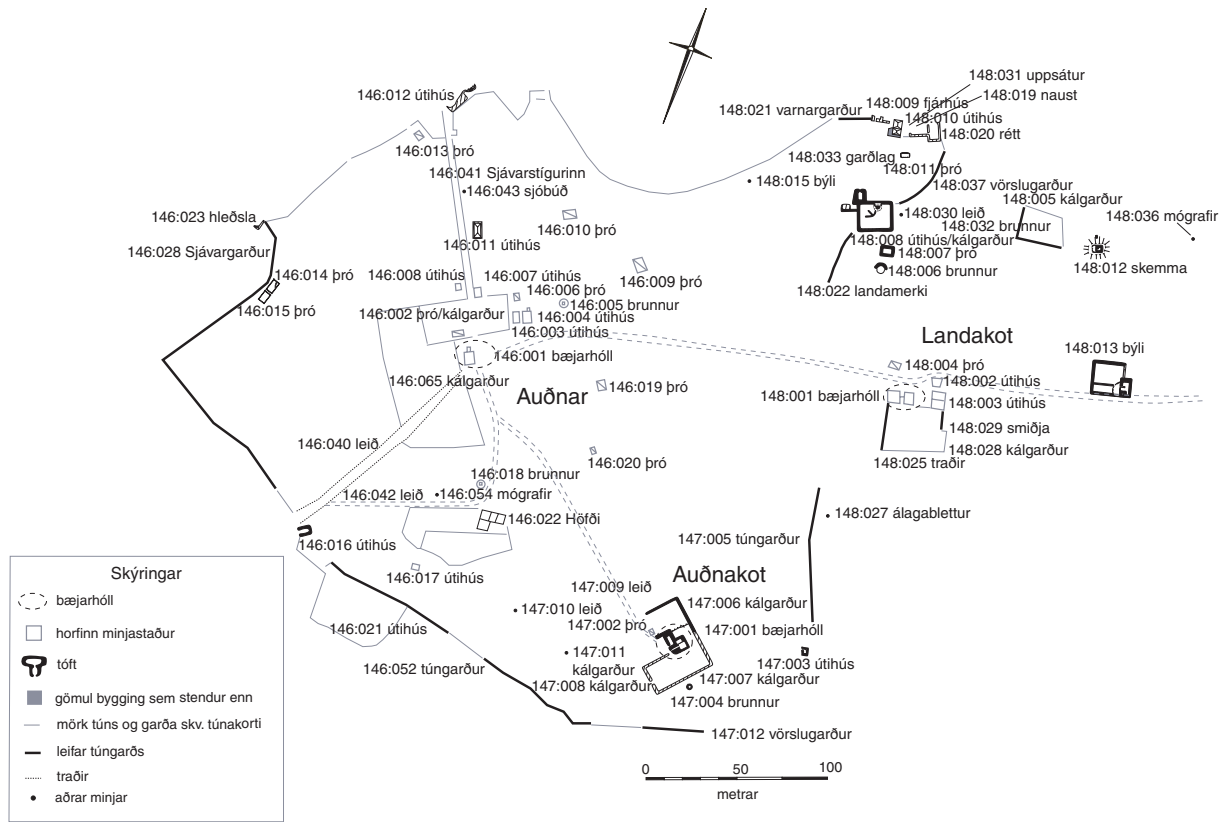 146:012 útihús
146:013 þró
146:041 Sjávarstígurinn
146:043 sjóbúð
146:023 hleðsla
146:028 Sjávargarður
146:011 útihús
146:010 þró
146:014 þró
146:015 þró
146:008 útihús
146:007 útihús
146:006 þró
146:009 þró
146:005 brunnur
146:002 þró/kálgarður
146:004 útihús
146:003 útihús
146:001 bæjarhóll
146:065 kálgarður
146:019 þró
Auðnar
146:040 leið
146:020 þró
146:018 brunnur
146:042 leið
146:054 mógrafir
146:022 Höfði
146:016 útihús
146:017 útihús
146:021 útihús
146:052 túngarður
148:031 uppsátur
148:019 naust
148:021 varnargarður
148:009 fjárhús
148:010 útihús
148:020 rétt
148:033 garðlag
148:011 þró
148:015 býli
148:037 vörslugarður
148:005 kálgarður
148:030 leið
148:036 mógrafir
148:032 brunnur
148:008 útihús/kálgarður
148:007 þró
148:012 skemma
148:006 brunnur
148:022 landamerki
Landakot
148:013 býli
148:004 þró
148:002 útihús
148:001 bæjarhóll
148:003 útihús
148:029 smiðja
148:028 kálgarður
148:025 traðir
148:027 álagablettur
147:005 túngarður
Auðnakot
147:009 leið
147:006 kálgarður
147:010 leið
147:002 þró
147:001 bæjarhóll
147:011
kálgarður
147:003 útihús
147:007 kálgarður
147:008 kálgarður
147:004 brunnur
147:012 vörslugarður
0 50 100
metrar
Skýringar
bæjarhóll
horfinn minjastaður
tóft
gömul bygging sem stendur enn
mörk túns og garða skv. túnakorti
leifar túngarðs
traðir
aðrar minjar